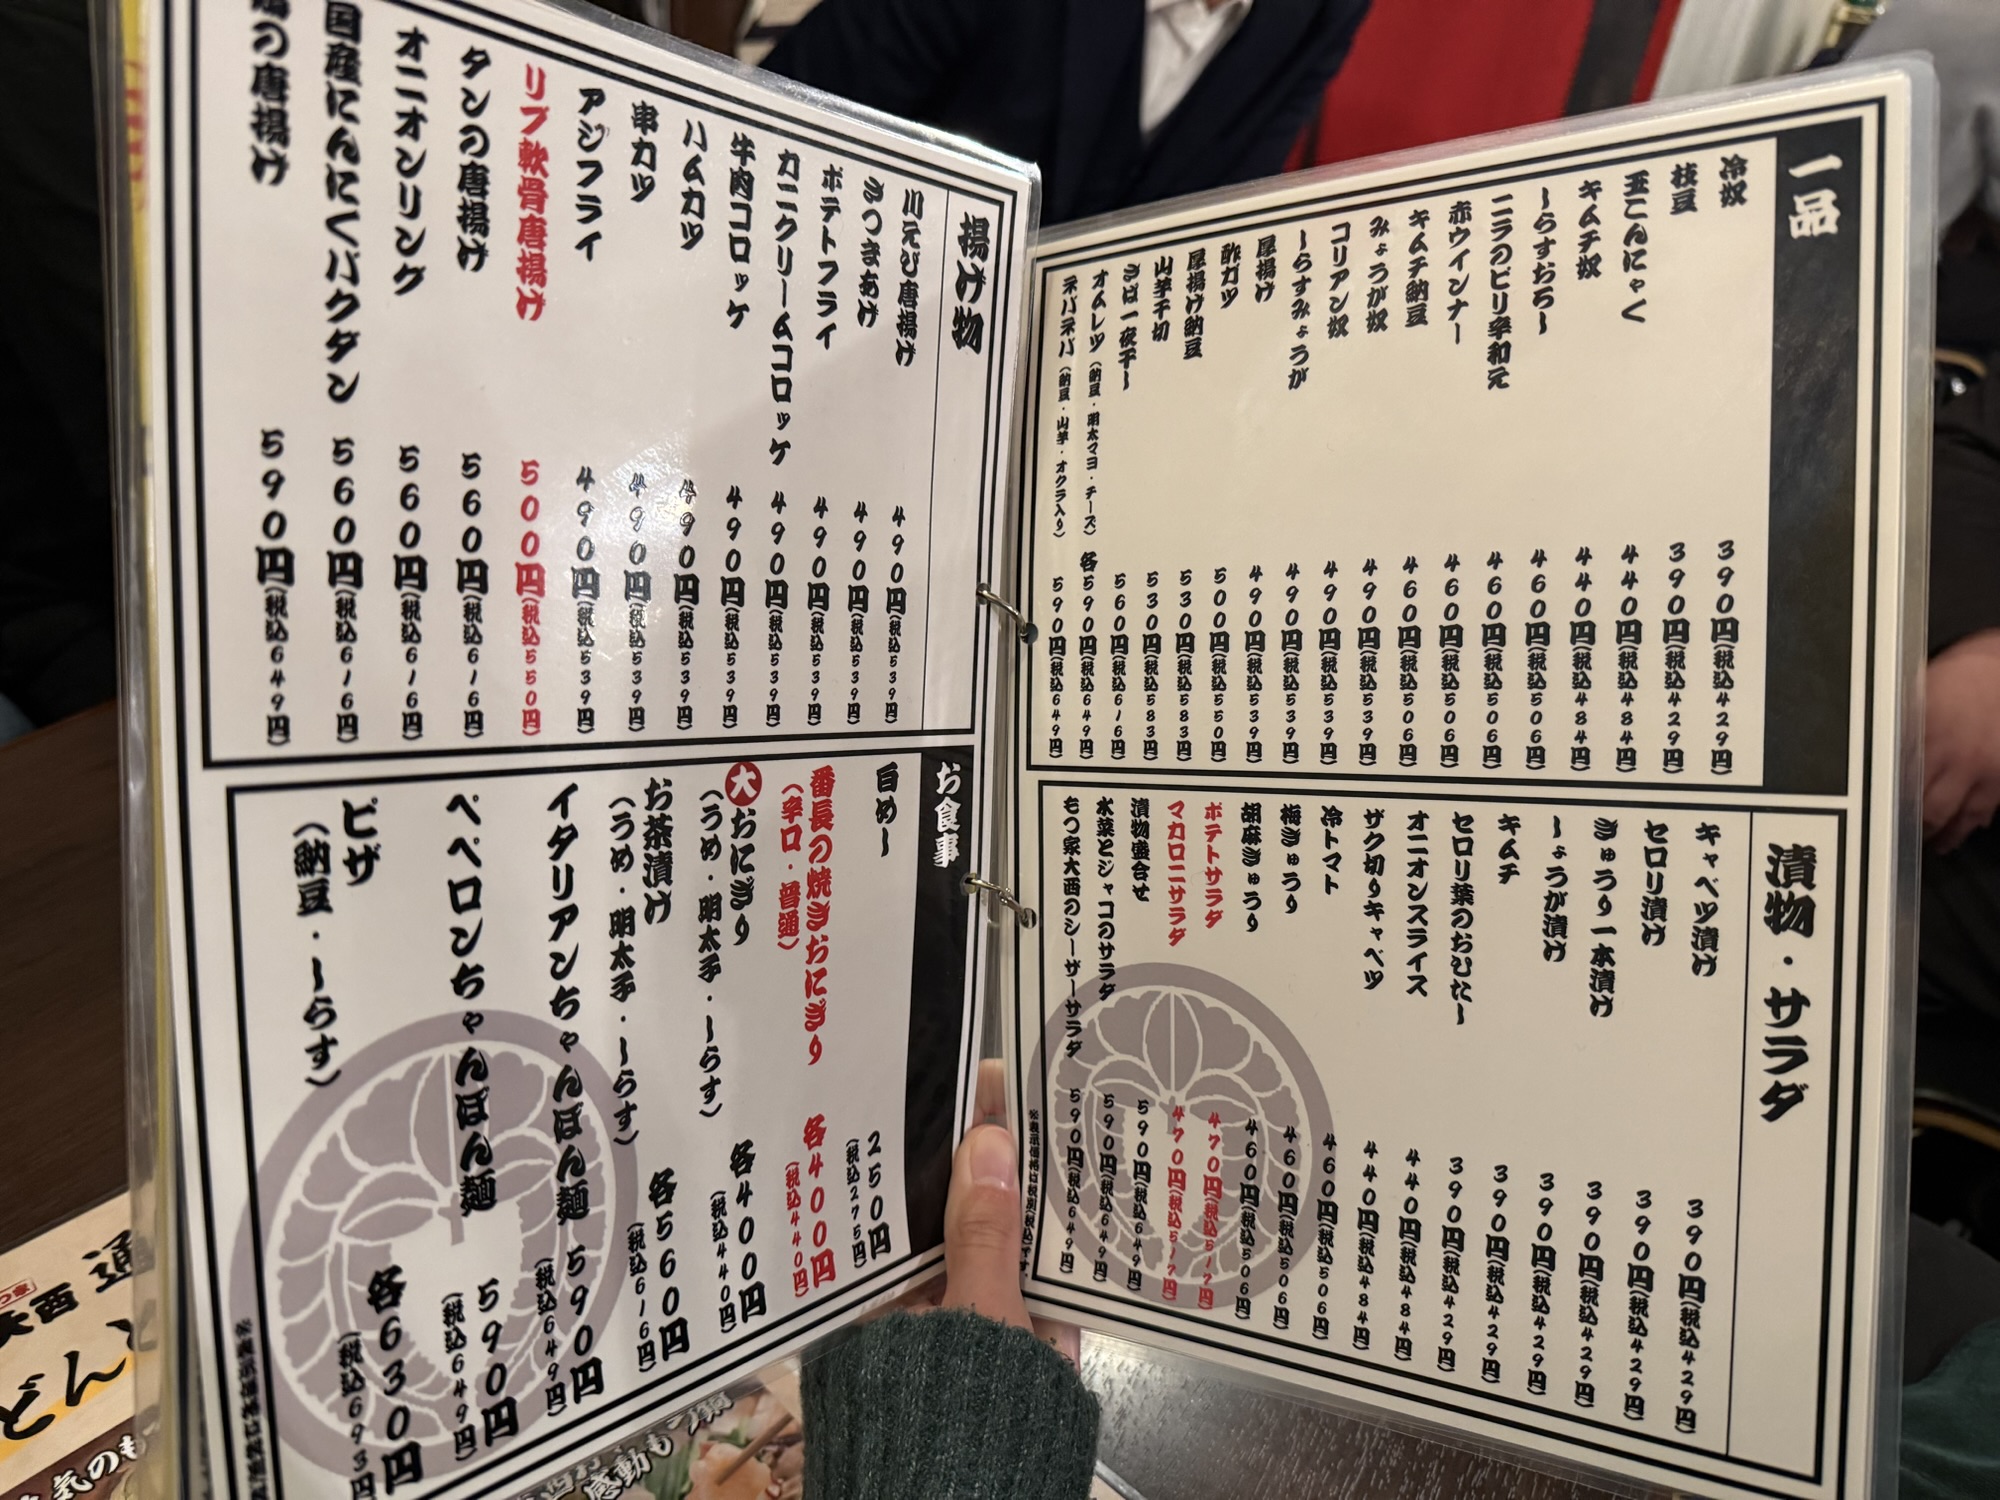 一品
冷奴 390円(税込429円)
枝豆 390円(税込429円)
玉こんにゃく 440円(税込484円)
キムチ奴 440円(税込484円)
しらすおろし 460円(税込506円)
ニラのピリ辛和え 460円(税込506円)
赤ウインナー 460円(税込506円)
キムチ納豆 460円(税込506円)
みょうが奴 490円(税込539円)
コリアン奴 490円(税込539円)
しらすみょうが 490円(税込539円)
厚揚げ 490円(税込539円)
酢ガツ 500円(税込550円)
厚揚げ納豆 530円(税込583円)
山芋千切 530円(税込583円)
さば一夜干し 560円(税込616円)
オムレツ(納豆・明太マヨ・チーズ) 各590円(税込649円)
ネバネバ(納豆・山芋・オクラ入り) 590円(税込649円)
漬物・サラダ
キャベツ漬け 390円(税込429円)
セロリ漬け 390円(税込429円)
きゅうり一本漬け 390円(税込429円)
しょうが漬け 390円(税込429円)
キムチ 390円(税込429円)
セロリ葉のおひたし 390円(税込429円)
オニオンスライス 440円(税込484円)
ザク切りキャベツ 440円(税込484円)
冷トマト 460円(税込506円)
梅きゅうり 460円(税込506円)
胡麻きゅうり 460円(税込506円)
ポテトサラダ 470円(税込517円)
マカロニサラダ 470円(税込517円)
漬物盛合せ 590円(税込649円)
水菜とジャコのサラダ 590円(税込649円)
もつ家大西のシーザーサラダ 590円(税込649円)
※表示価格は税別(税込)です。
揚げ物
川えび唐揚げ 490円(税込539円)
さつまあげ 490円(税込539円)
ポテトフライ 490円(税込539円)
カニクリームコロッケ 490円(税込539円)
牛肉コロッケ 490円(税込539円)
ハムカツ 490円(税込539円)
串カツ 490円(税込539円)
アジフライ 490円(税込539円)
リブ軟骨唐揚げ 500円(税込550円)
タンの唐揚げ 560円(税込616円)
オニオンリング 560円(税込616円)
国産にんにくバクダン 560円(税込616円)
の唐揚げ 590円(税込649円)
お食事
白めし 250円
(税込275円)
番長の焼きおにぎり 各400円
(辛口・普通) (税込440円)
大おにぎり 各400円
(うめ・明太子・しらす) (税込440円)
お茶漬け 各560円
(うめ・明太子・しらす) (税込616円)
イタリアンちゃんぽん麺 590円
(税込649円)
ペペロンちゃんぽん麺 590円
(税込649円)
ピザ 各630円
(納豆・しらす) (税込693円
※表示価格は税別(税込)
西 通
どん
気のも
感動もつ鍋